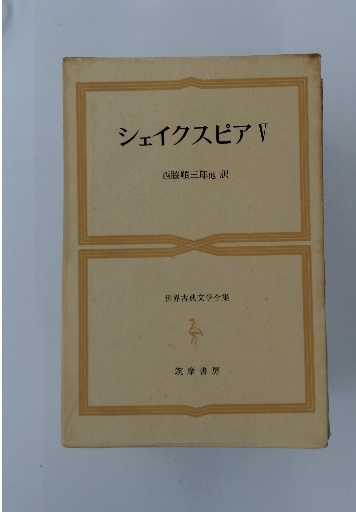 シェイクスピアⅤ
西脇順三郎他 訳
世界古典文学全集
筑摩書房